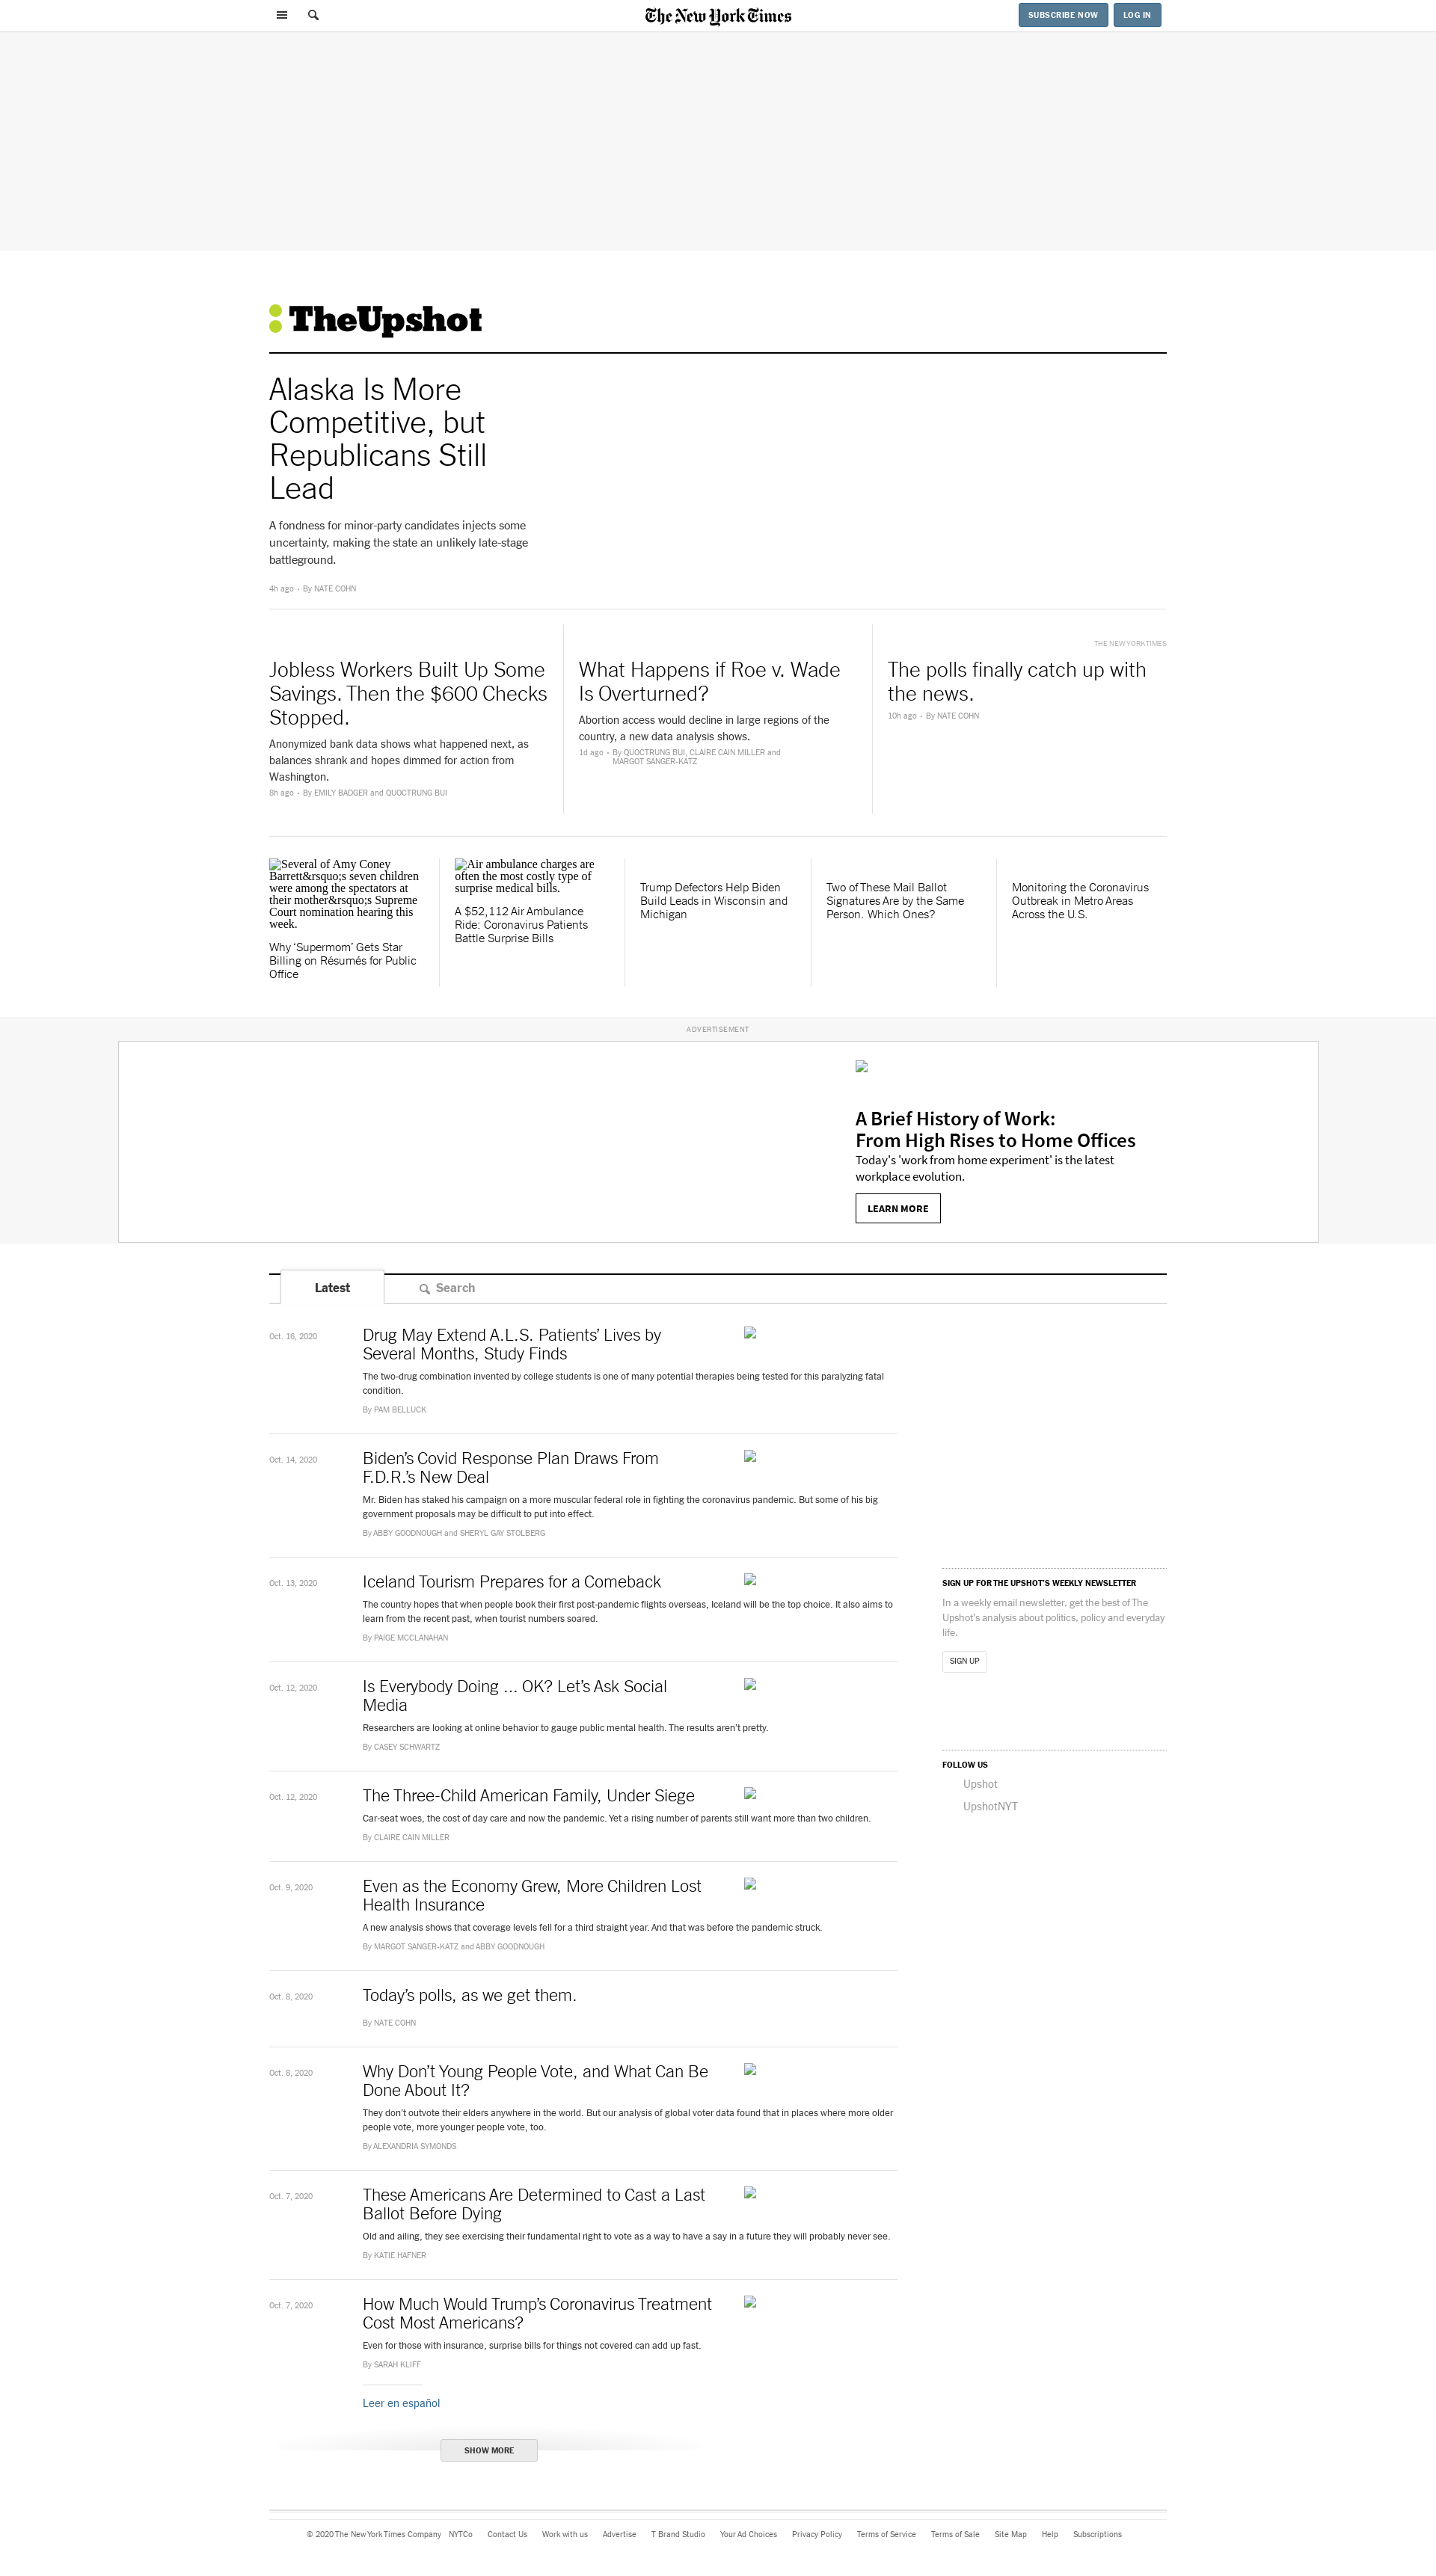 The New York Times
SUBSCRIBE NOW
LOG IN
TheUpshot
Alaska Is More
Competitive, but
Republicans Still
Lead
A fondness for minor-party candidates injects some
uncertainty, making the state an unlikely late-stage
battleground.
4h ago • By NATE COHN
Jobless Workers Built Up Some
Savings. Then the $600 Checks
Stopped.
Anonymized bank data shows what happened next, as
balances shrank and hopes dimmed for action from
Washington.
8h ago • By EMILY BADGER and QUOCTRUNG BUI
What Happens if Roe v. Wade
Is Overturned?
Abortion access would decline in large regions of the
country, a new data analysis shows.
1d ago • By QUOCTRUNG BUI, CLAIRE CAIN MILLER and
MARGOT SANGER-KATZ
THE NEW YORK TIMES
The polls finally catch up with
the news.
10h ago • By NATE COHN
Several of Amy Coney
Barrett&rsquo;s seven children
were among the spectators at
their mother&rsquo;s Supreme
Court nomination hearing this
week.
Why ‘Supermom’ Gets Star
Billing on Résumés for Public
Office
Air ambulance charges are
often the most costly type of
surprise medical bills.
A $52,112 Air Ambulance
Ride: Coronavirus Patients
Battle Surprise Bills
Trump Defectors Help Biden
Build Leads in Wisconsin and
Michigan
Two of These Mail Ballot
Signatures Are by the Same
Person. Which Ones?
Monitoring the Coronavirus
Outbreak in Metro Areas
Across the U.S.
ADVERTISEMENT
A Brief History of Work:
From High Rises to Home Offices
Today's 'work from home experiment' is the latest
workplace evolution.
LEARN MORE
Latest
Search
Oct. 16, 2020
Drug May Extend A.L.S. Patients’ Lives by
Several Months, Study Finds
The two-drug combination invented by college students is one of many potential therapies being tested for this paralyzing fatal
condition.
By PAM BELLUCK
Oct. 14, 2020
Biden’s Covid Response Plan Draws From
F.D.R.’s New Deal
Mr. Biden has staked his campaign on a more muscular federal role in fighting the coronavirus pandemic. But some of his big
government proposals may be difficult to put into effect.
By ABBY GOODNOUGH and SHERYL GAY STOLBERG
Oct. 13, 2020
Iceland Tourism Prepares for a Comeback
The country hopes that when people book their first post-pandemic flights overseas, Iceland will be the top choice. It also aims to
learn from the recent past, when tourist numbers soared.
By PAIGE MCCLANAHAN
Oct. 12, 2020
Is Everybody Doing ... OK? Let’s Ask Social
Media
Researchers are looking at online behavior to gauge public mental health. The results aren’t pretty.
By CASEY SCHWARTZ
Oct. 12, 2020
The Three-Child American Family, Under Siege
Car-seat woes, the cost of day care and now the pandemic. Yet a rising number of parents still want more than two children.
By CLAIRE CAIN MILLER
Oct. 9, 2020
Even as the Economy Grew, More Children Lost
Health Insurance
A new analysis shows that coverage levels fell for a third straight year. And that was before the pandemic struck.
By MARGOT SANGER-KATZ and ABBY GOODNOUGH
Oct. 8, 2020
Today’s polls, as we get them.
By NATE COHN
Oct. 8, 2020
Why Don’t Young People Vote, and What Can Be
Done About It?
They don’t outvote their elders anywhere in the world. But our analysis of global voter data found that in places where more older
people vote, more younger people vote, too.
By ALEXANDRIA SYMONDS
Oct. 7, 2020
These Americans Are Determined to Cast a Last
Ballot Before Dying
Old and ailing, they see exercising their fundamental right to vote as a way to have a say in a future they will probably never see.
By KATIE HAFNER
Oct. 7, 2020
How Much Would Trump’s Coronavirus Treatment
Cost Most Americans?
Even for those with insurance, surprise bills for things not covered can add up fast.
By SARAH KLIFF
Leer en español
SHOW MORE
SIGN UP FOR THE UPSHOT’S WEEKLY NEWSLETTER
In a weekly email newsletter, get the best of The
Upshot’s analysis about politics, policy and everyday
life.
SIGN UP
FOLLOW US
Upshot
UpshotNYT
© 2020 The New York Times Company NYTCo Contact Us Work with us Advertise T Brand Studio Your Ad Choices Privacy Policy Terms of Service Terms of Sale Site Map Help Subscriptions